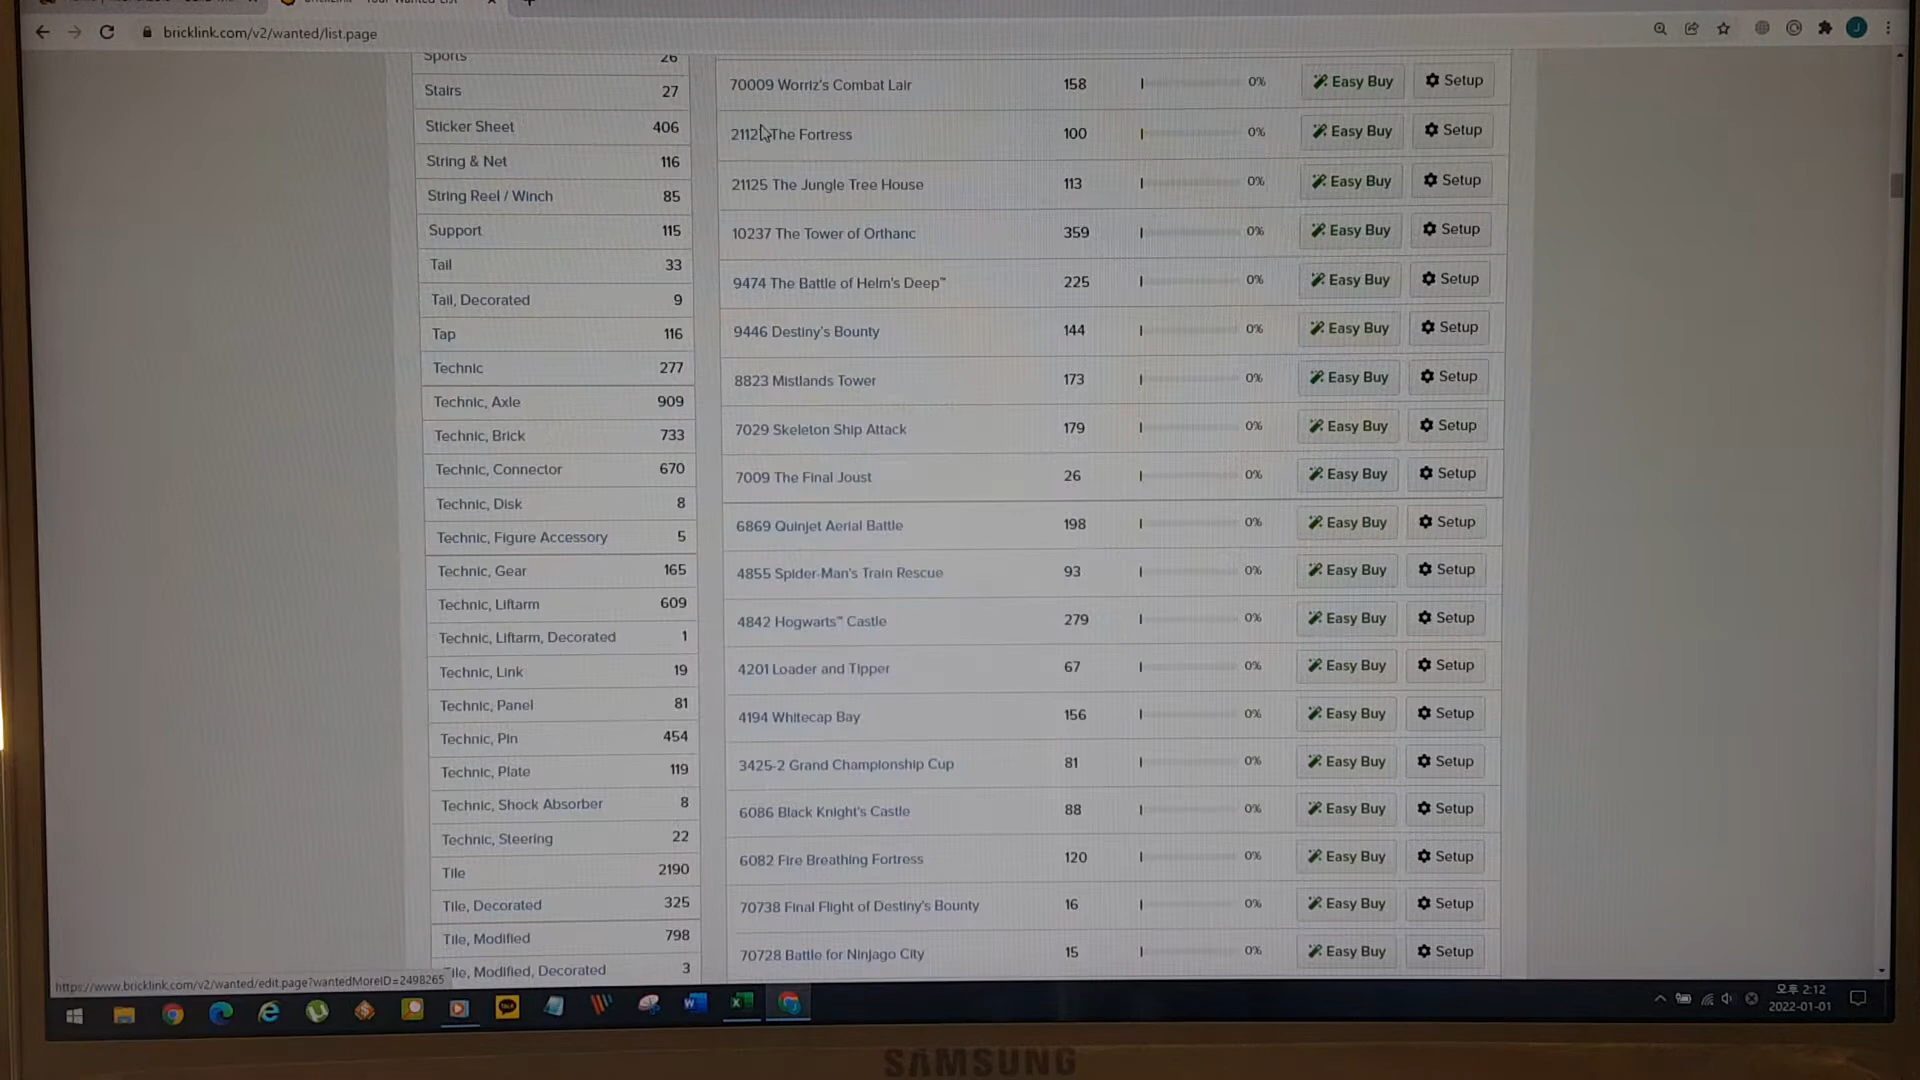 BrickLink - Your Wanted List
bricklink.com/v2/wanted/list.page
J
Sports 26
Stairs 27
Sticker Sheet 406
String & Net 116
String Reel / Winch 85
Support 115
Tail 33
Tail, Decorated 9
Tap 116
Technic 277
Technic, Axle 909
Technic, Brick 733
Technic, Connector 670
Technic, Disk 8
Technic, Figure Accessory 5
Technic, Gear 165
Technic, Liftarm 609
Technic, Liftarm, Decorated 1
Technic, Link 19
Technic, Panel 81
Technic, Pin 454
Technic, Plate 119
Technic, Shock Absorber 8
Technic, Steering 22
Tile 2190
Tile, Decorated 325
Tile, Modified 798
Tile, Modified, Decorated 3
70009 Worriz's Combat Lair 158 0% Easy Buy Setup
The Fortress 100 0% Easy Buy Setup
21125 The Jungle Tree House 113 0% Easy Buy Setup
10237 The Tower of Orthanc 359 0% Easy Buy Setup
9474 The Battle of Helm's Deep™ 225 0% Easy Buy Setup
9446 Destiny's Bounty 144 0% Easy Buy Setup
8823 Mistlands Tower 173 0% Easy Buy Setup
7029 Skeleton Ship Attack 179 0% Easy Buy Setup
7009 The Final Joust 26 0% Easy Buy Setup
6869 Quinjet Aerial Battle 198 0% Easy Buy Setup
4855 Spider-Man's Train Rescue 93 0% Easy Buy Setup
4842 Hogwarts™ Castle 279 0% Easy Buy Setup
4201 Loader and Tipper 67 0% Easy Buy Setup
4194 Whitecap Bay 156 0% Easy Buy Setup
3425-2 Grand Championship Cup 81 0% Easy Buy Setup
6086 Black Knight's Castle 88 0% Easy Buy Setup
6082 Fire Breathing Fortress 120 0% Easy Buy Setup
70738 Final Flight of Destiny's Bounty 16 0% Easy Buy Setup
70728 Battle for Ninjago City 15 0% Easy Buy Setup
https://www.bricklink.com/v2/wanted/edit.page?wantedMoreID=2498265
오후 2:12
2022-01-01
SAMSUNG